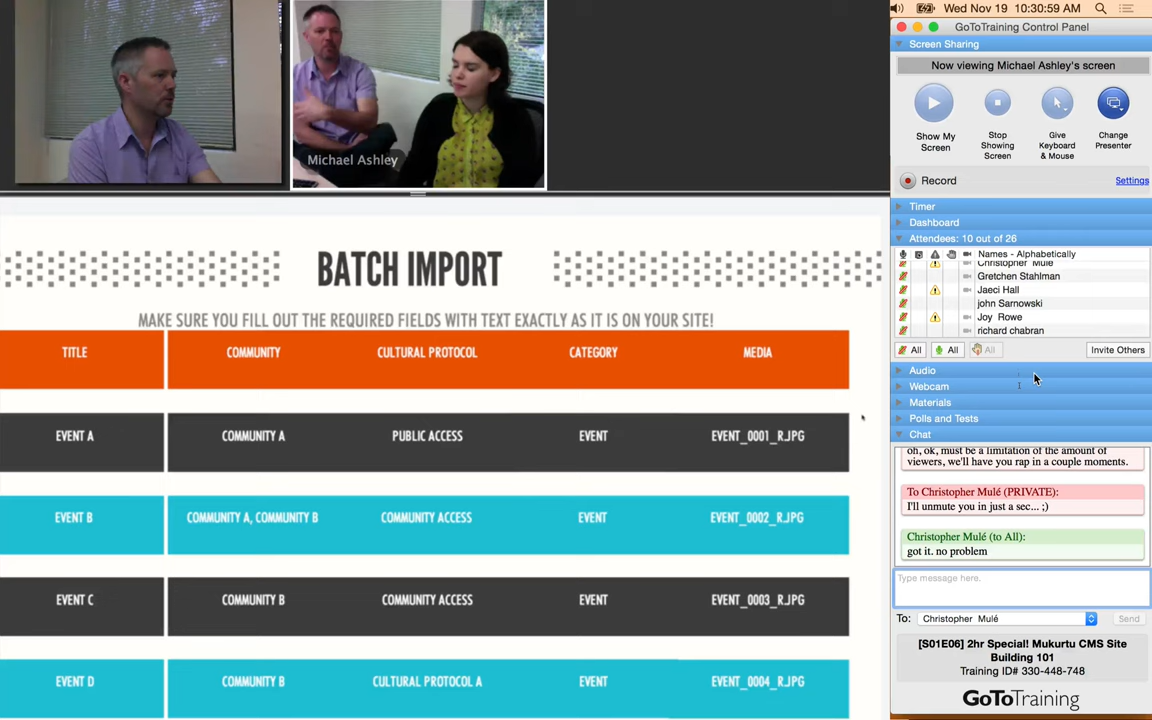 Wed Nov 19 10:30:59 AM
GoToTraining Control Panel
Screen Sharing
Now viewing Michael Ashley's screen
Show My Screen
Stop Showing Screen
Give Keyboard & Mouse
Change Presenter
Record
Settings
Timer
Dashboard
Attendees: 10 out of 26
Names - Alphabetically
Christopher Mulé
Gretchen Stahlman
Jaeci Hall
john Sarnowski
Joy Rowe
richard chabran
All
All
All
Invite Others
Audio
Webcam
Materials
Polls and Tests
Chat
oh, ok, must be a limitation of the amount of
viewers, we'll have you rap in a couple moments.
To Christopher Mulé (PRIVATE):
I'll unmute you in just a sec... ;)
Christopher Mulé (to All):
got it. no problem
Type message here.
To: Christopher Mulé
Send
[S01E06] 2hr Special! Mukurtu CMS Site
Building 101
Training ID# 330-448-748
GoToTraining
Michael Ashley
BATCH IMPORT
MAKE SURE YOU FILL OUT THE REQUIRED FIELDS WITH TEXT EXACTLY AS IT IS ON YOUR SITE!
TITLE COMMUNITY CULTURAL PROTOCOL CATEGORY MEDIA
EVENT A COMMUNITY A PUBLIC ACCESS EVENT EVENT_0001_R.JPG
EVENT B COMMUNITY A, COMMUNITY B COMMUNITY ACCESS EVENT EVENT_0002_R.JPG
EVENT C COMMUNITY B COMMUNITY ACCESS EVENT EVENT_0003_R.JPG
EVENT D COMMUNITY B CULTURAL PROTOCOL A EVENT EVENT_0004_R.JPG